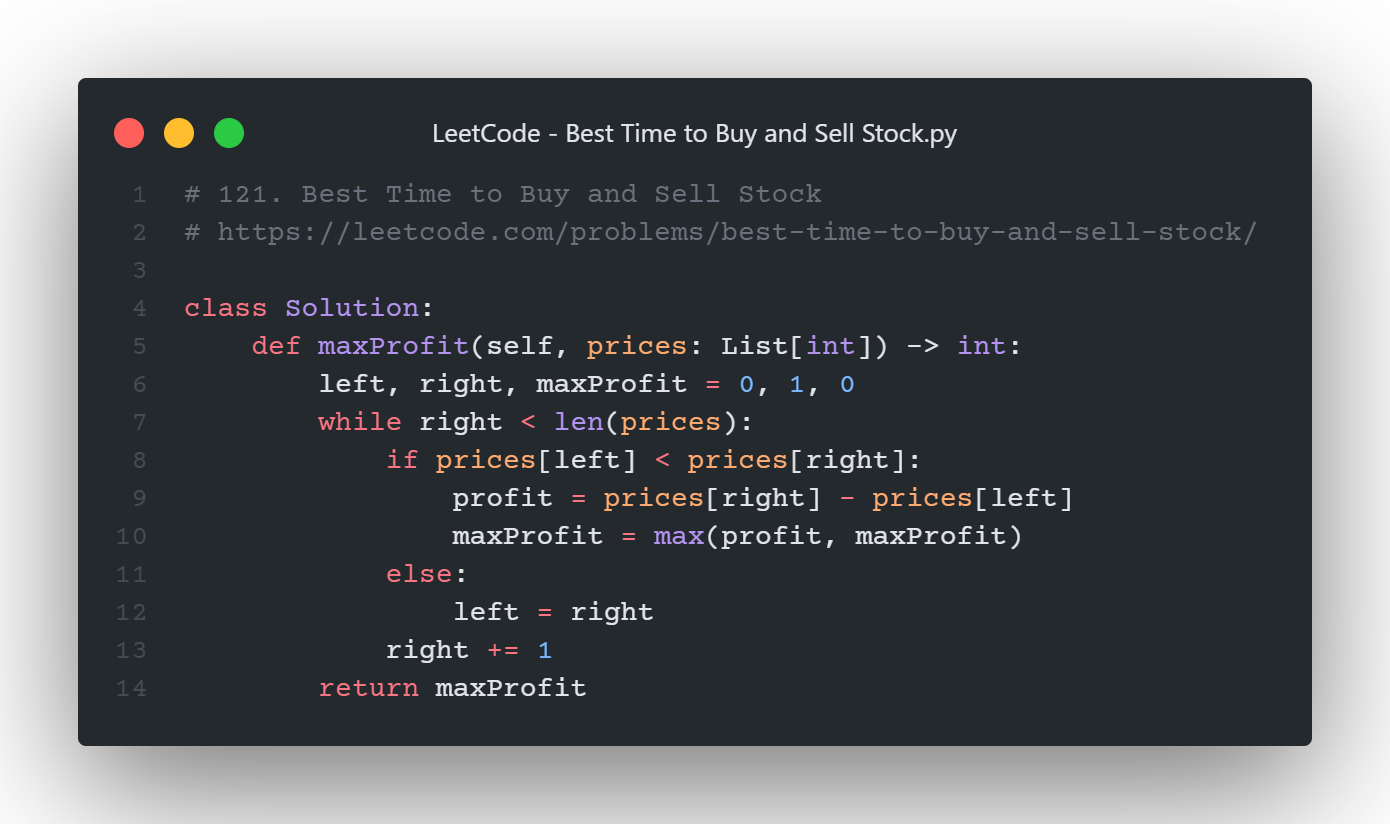 LeetCode - Best Time to Buy and Sell Stock.py
1 # 121. Best Time to Buy and Sell Stock
2 # https://leetcode.com/problems/best-time-to-buy-and-sell-stock/
3
4 class Solution:
5     def maxProfit(self, prices: List[int]) -> int:
6         left, right, maxProfit = 0, 1, 0
7         while right < len(prices):
8             if prices[left] < prices[right]:
9                 profit = prices[right] - prices[left]
10                 maxProfit = max(profit, maxProfit)
11             else:
12                 left = right
13             right += 1
14         return maxProfit